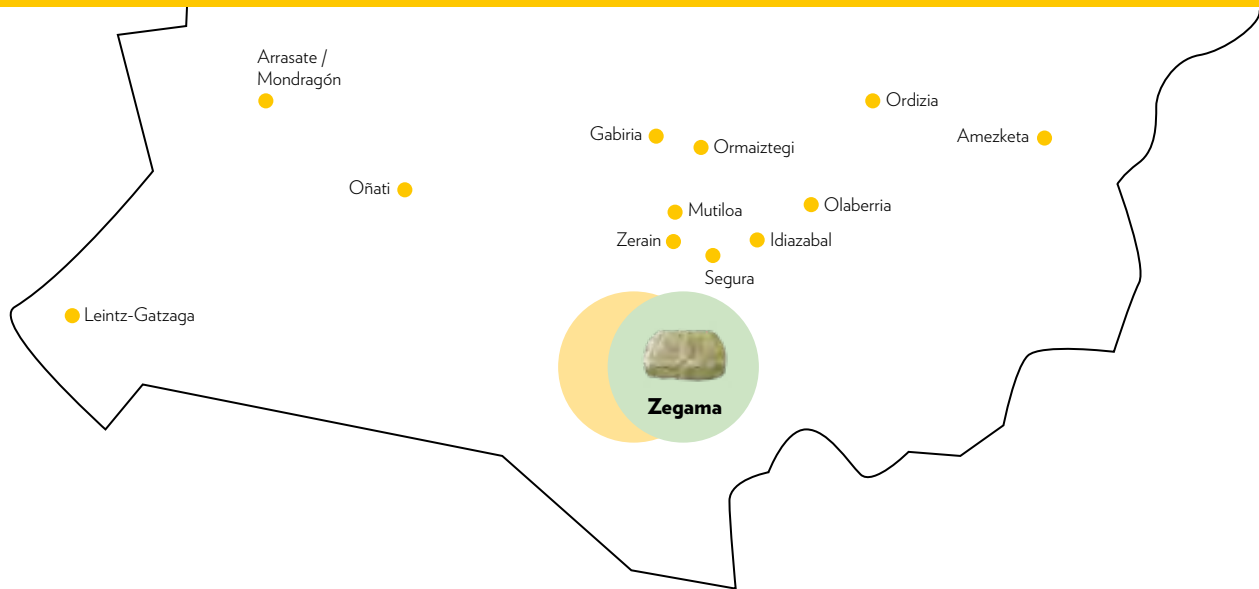 Arrasate /
Mondragón
Ordizia
Gabiria
Amezketa
Ormaiztegi
Oñati
Olaberria
Mutiloa
Zerain
Idiazabal
Segura
Leintz-Gatzaga
Zegama